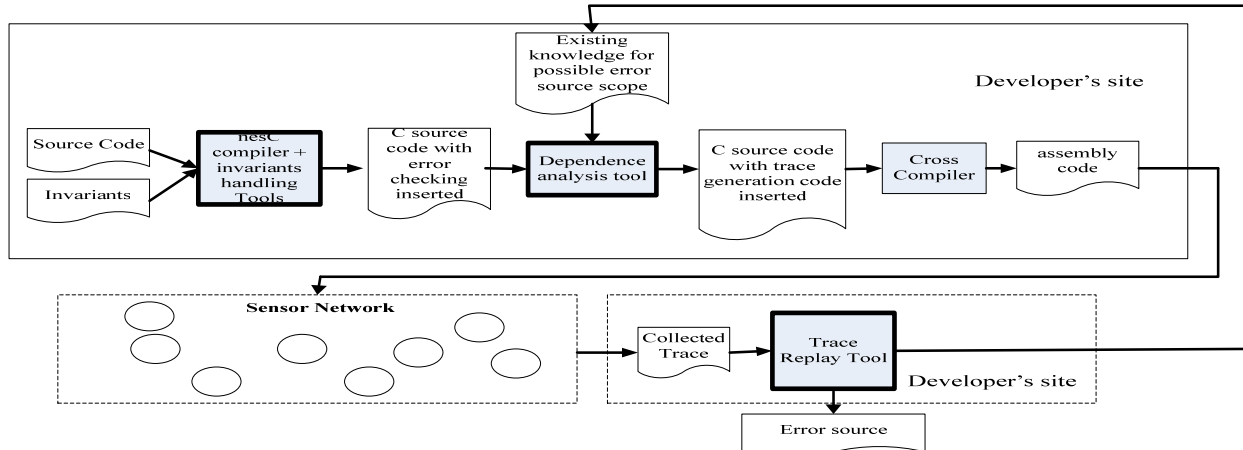 Existing
knowledge for
possible error
source scope
Developer's site
Source Code
Invariants
nesC
compiler +
invariants
handling
Tools
C source
code with
error
checking
inserted
Dependence
analysis tool
C source code
with trace
generation code
inserted
Cross
Compiler
assembly
code
Sensor Network
Collected
Trace
Trace
Replay Tool
Developer's site
Error source